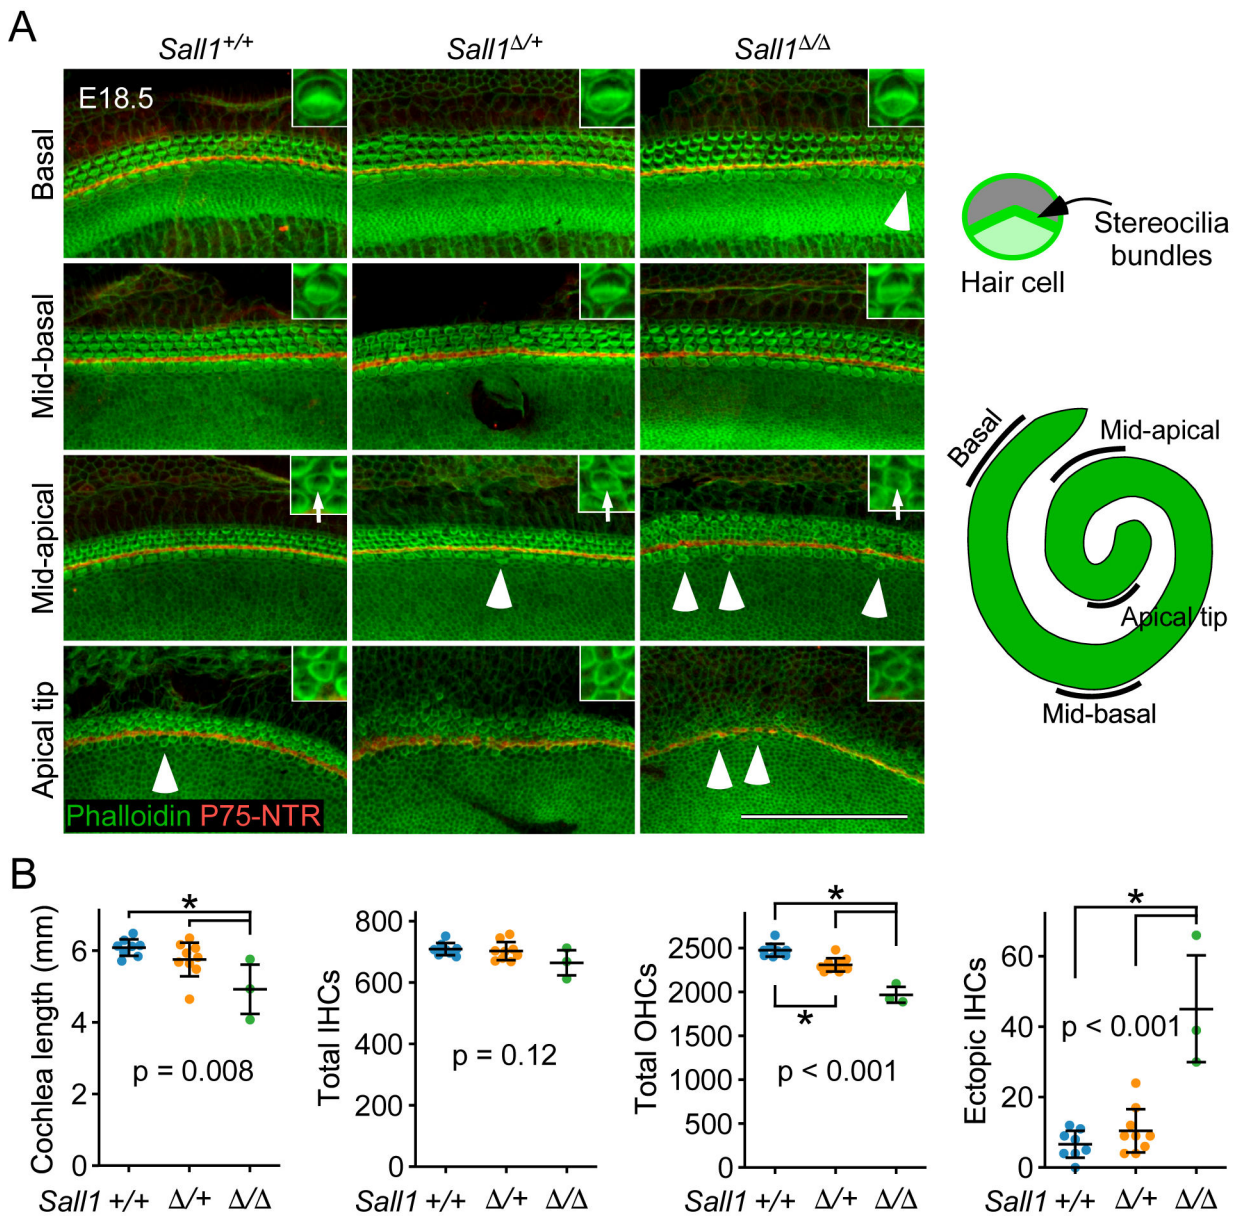 A
Sall1+/+
Sall1Δ/+
Sall1Δ/Δ
E18.5
Basal
Mid-basal
Mid-apical
Apical tip
Phalloidin P75-NTR
Stereocilia
bundles
Hair cell
Basal
Mid-apical
Apical tip
Mid-basal
B
Cochlea length (mm)
6
4
2
0
*
p = 0.008
Sall1 +/+ Δ/+ Δ/Δ
Total IHCs
800
600
400
200
0
p = 0.12
Sall1 +/+ Δ/+ Δ/Δ
Total OHCs
2500
2000
1500
1000
500
0
*
*
p < 0.001
Sall1 +/+ Δ/+ Δ/Δ
Ectopic IHCs
60
40
20
0
*
p < 0.001
Sall1 +/+ Δ/+ Δ/Δ